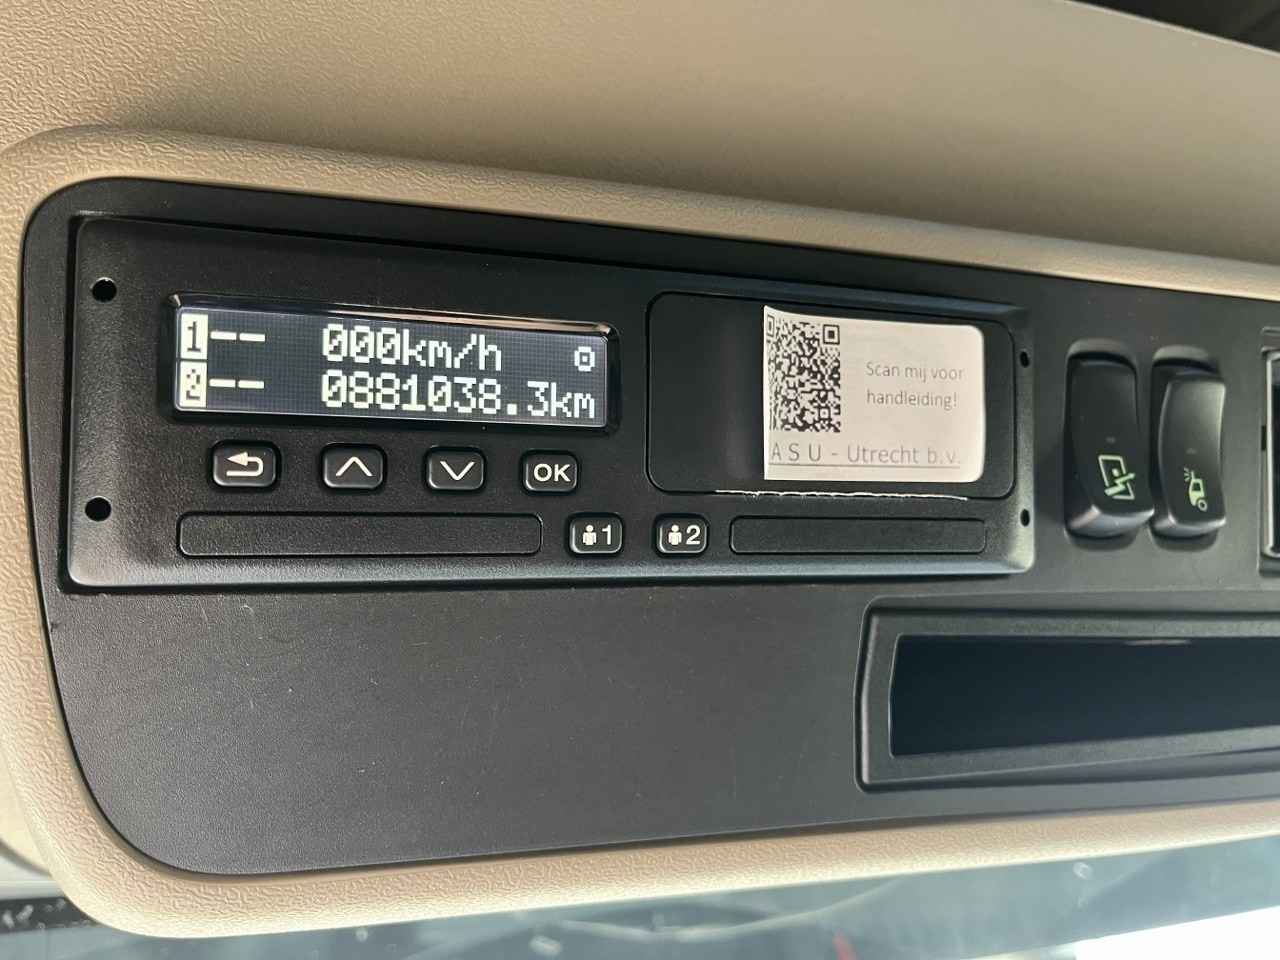 1-- 000km/h
2-- 0881038.3km
OK
1 2
Scan mij voor
handleiding!
A S U - Utrecht b.v.